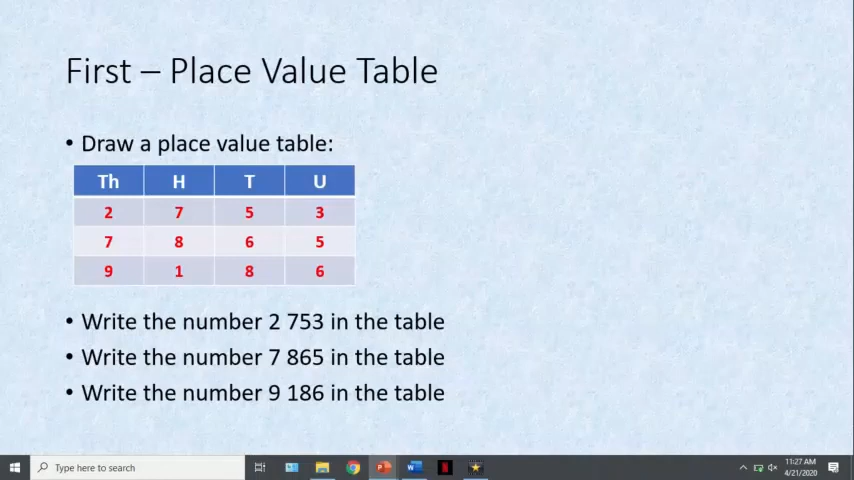 First – Place Value Table
• Draw a place value table:
Th H T U
2 7 5 3
7 8 6 5
9 1 8 6
• Write the number 2 753 in the table
• Write the number 7 865 in the table
• Write the number 9 186 in the table
Type here to search
11:27 AM
4/21/2020